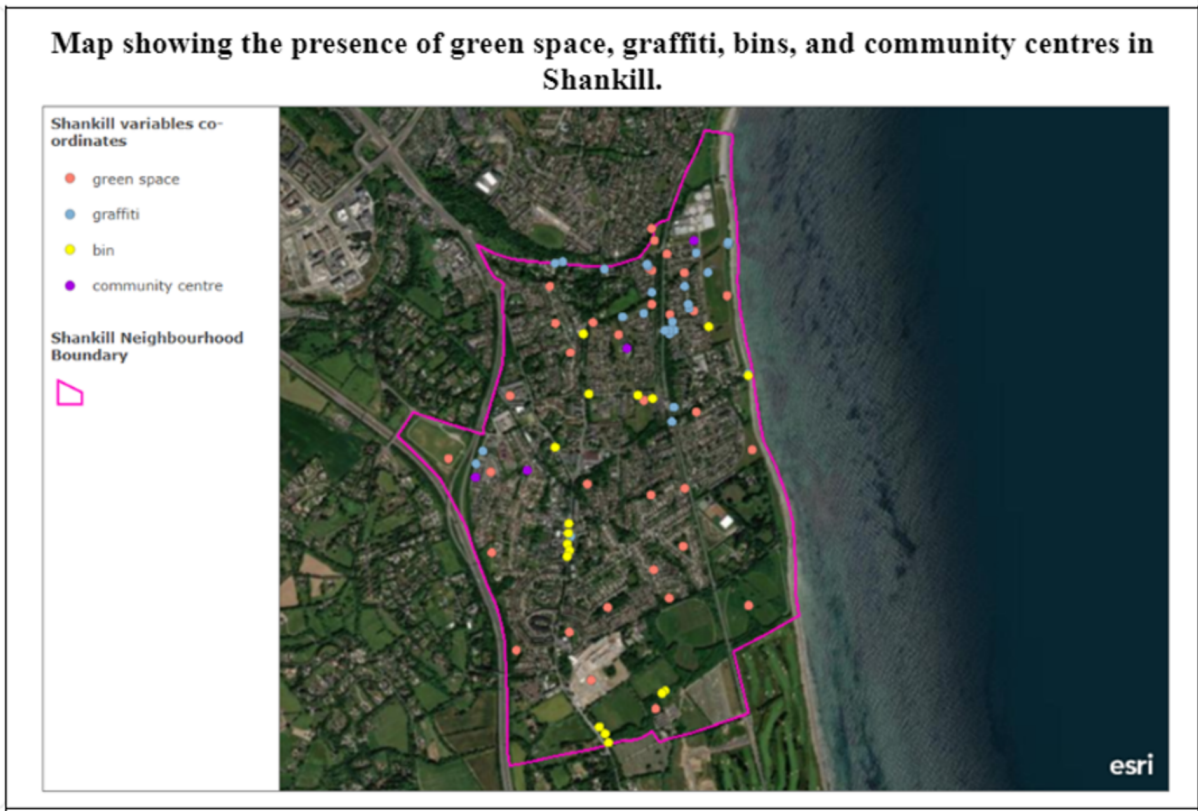 Map showing the presence of green space, graffiti, bins, and community centres in
Shankill.
Shankill variables co-
ordinates
green space
graffiti
bin
community centre
Shankill Neighbourhood
Boundary
esri